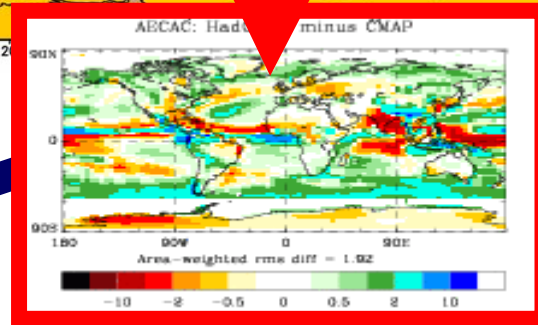 20
AECAC: Had minus CMAP
90N
0
90S
180 90W 0 90E
Area-weighted rms diff = 1.92
-10 -2 -0.5 0 0.5 2 10